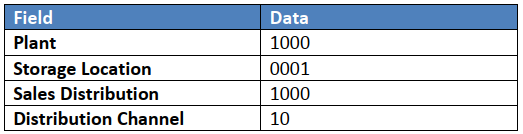 Field Data
Plant 1000
Storage Location 0001
Sales Distribution 1000
Distribution Channel 10